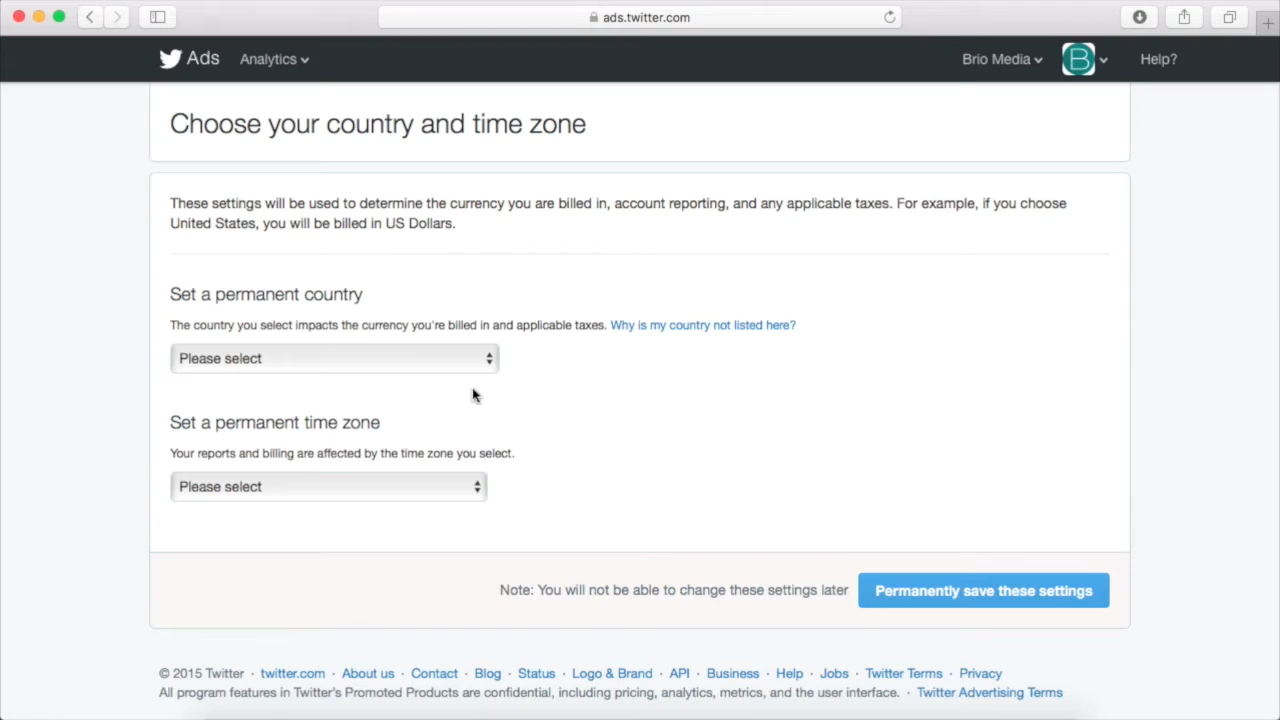 ads.twitter.com
Ads Analytics Brio Media B Help?
Choose your country and time zone
These settings will be used to determine the currency you are billed in, account reporting, and any applicable taxes. For example, if you choose
United States, you will be billed in US Dollars.
Set a permanent country
The country you select impacts the currency you're billed in and applicable taxes. Why is my country not listed here?
Please select
Set a permanent time zone
Your reports and billing are affected by the time zone you select.
Please select
Note: You will not be able to change these settings later Permanently save these settings
© 2015 Twitter · twitter.com · About us · Contact · Blog · Status · Logo & Brand · API · Business · Help · Jobs · Twitter Terms · Privacy
All program features in Twitter's Promoted Products are confidential, including pricing, analytics, metrics, and the user interface. · Twitter Advertising Terms